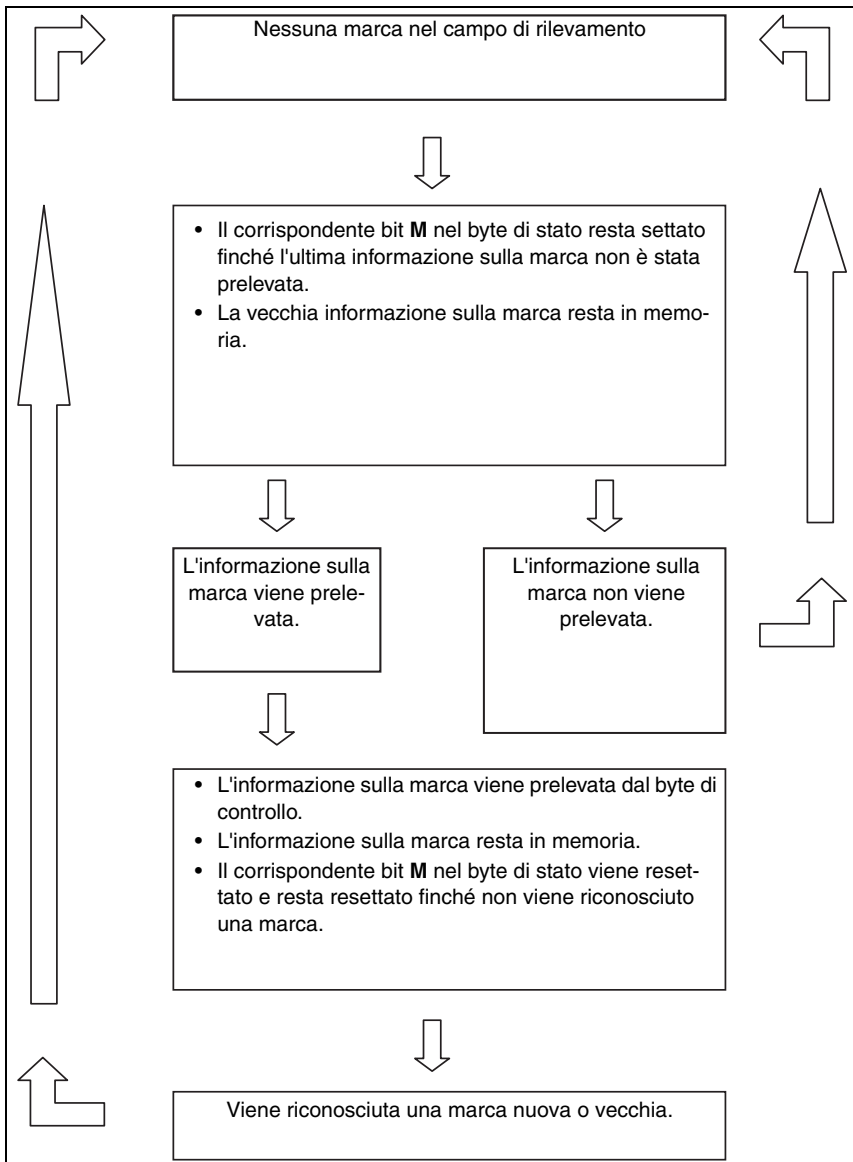 Nessuna marca nel campo di rilevamento
• Il corrispondente bit M nel byte di stato resta settato
finché l'ultima informazione sulla marca non è stata
prelevata.
• La vecchia informazione sulla marca resta in memo-
ria.
L'informazione sulla
marca viene prele-
vata.
L'informazione sulla
marca non viene
prelevata.
• L'informazione sulla marca viene prelevata dal byte di
controllo.
• L'informazione sulla marca resta in memoria.
• Il corrispondente bit M nel byte di stato viene reset-
tato e resta resettato finché non viene riconosciuto
una marca.
Viene riconosciuta una marca nuova o vecchia.